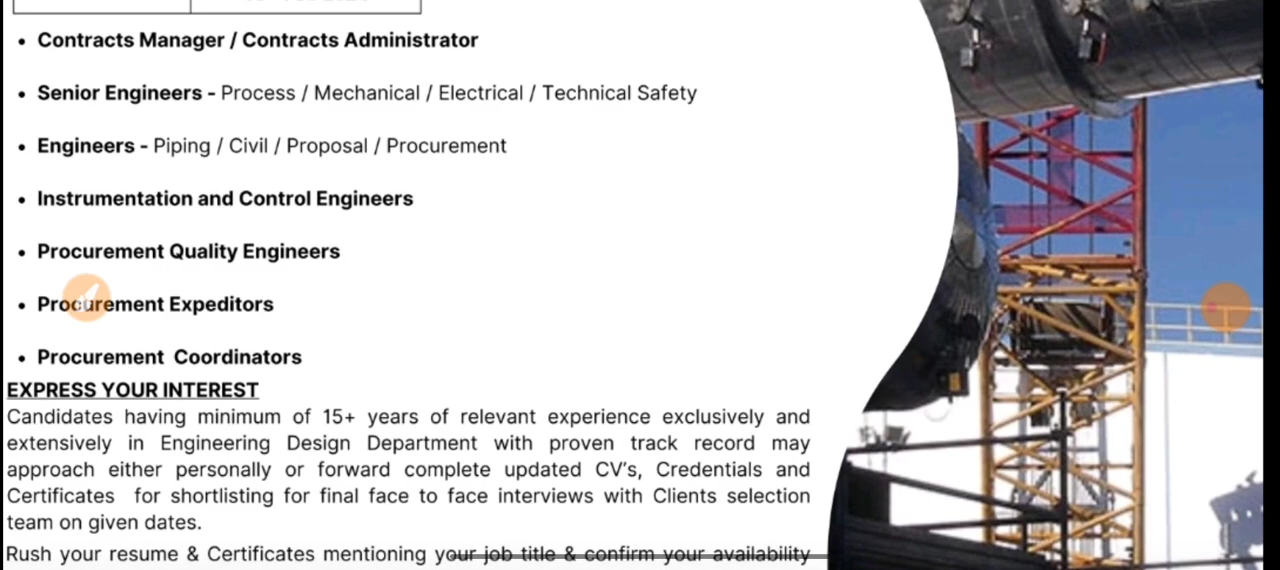 • Contracts Manager / Contracts Administrator
• Senior Engineers - Process / Mechanical / Electrical / Technical Safety
• Engineers - Piping / Civil / Proposal / Procurement
• Instrumentation and Control Engineers
• Procurement Quality Engineers
• Procurement Expeditors
• Procurement Coordinators
EXPRESS YOUR INTEREST
Candidates having minimum of 15+ years of relevant experience exclusively and
extensively in Engineering Design Department with proven track record may
approach either personally or forward complete updated CV's, Credentials and
Certificates for shortlisting for final face to face interviews with Clients selection
team on given dates.
Rush your resume & Certificates mentioning your job title & confirm your availability